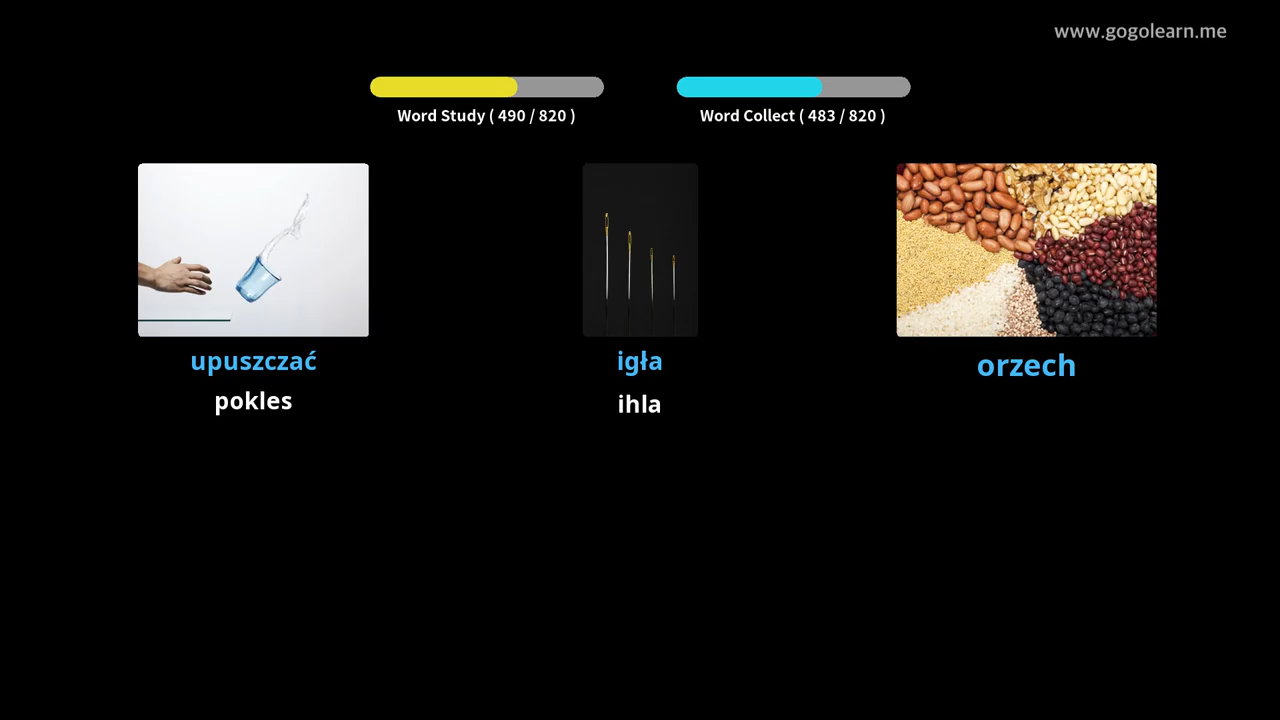 www.gogolearn.me
Word Study ( 490 / 820 )
Word Collect ( 483 / 820 )
upuszczać
pokles
igła
ihla
orzech